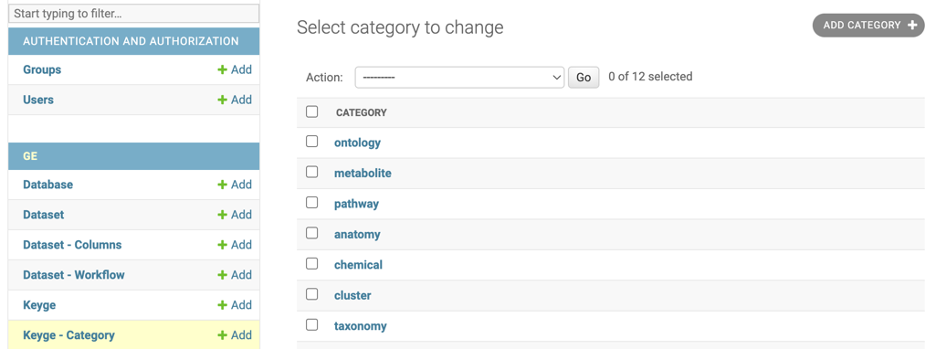 Start typing to filter...
AUTHENTICATION AND AUTHORIZATION
Groups + Add
Users + Add
GE
Database + Add
Dataset + Add
Dataset - Columns + Add
Dataset - Workflow + Add
Keyge + Add
Keyge - Category + Add
Select category to change
ADD CATEGORY +
Action: --------- Go 0 of 12 selected
CATEGORY
ontology
metabolite
pathway
anatomy
chemical
cluster
taxonomy